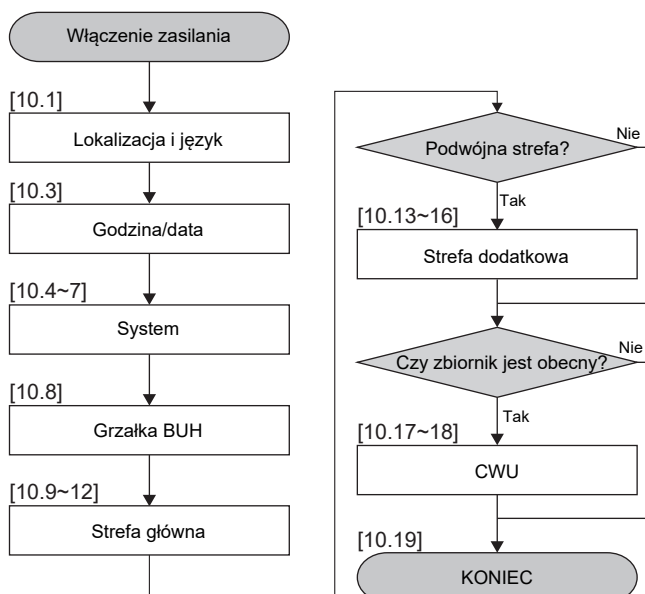 Włączenie zasilania
[10.1]
Lokalizacja i język
[10.3]
Godzina/data
[10.4~7]
System
[10.8]
Grzałka BUH
[10.9~12]
Strefa główna
Podwójna strefa?
Nie
Tak
[10.13~16]
Strefa dodatkowa
Czy zbiornik jest obecny?
Nie
Tak
[10.17~18]
CWU
[10.19]
KONIEC